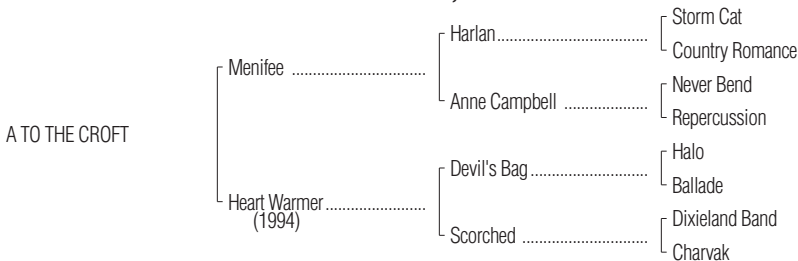 Storm Cat
Harlan
Country Romance
Menifee
Never Bend
Anne Campbell
Repercussion
A TO THE CROFT
Halo
Devil's Bag
Ballade
Heart Warmer
(1994)
Dixieland Band
Scorched
Charvak